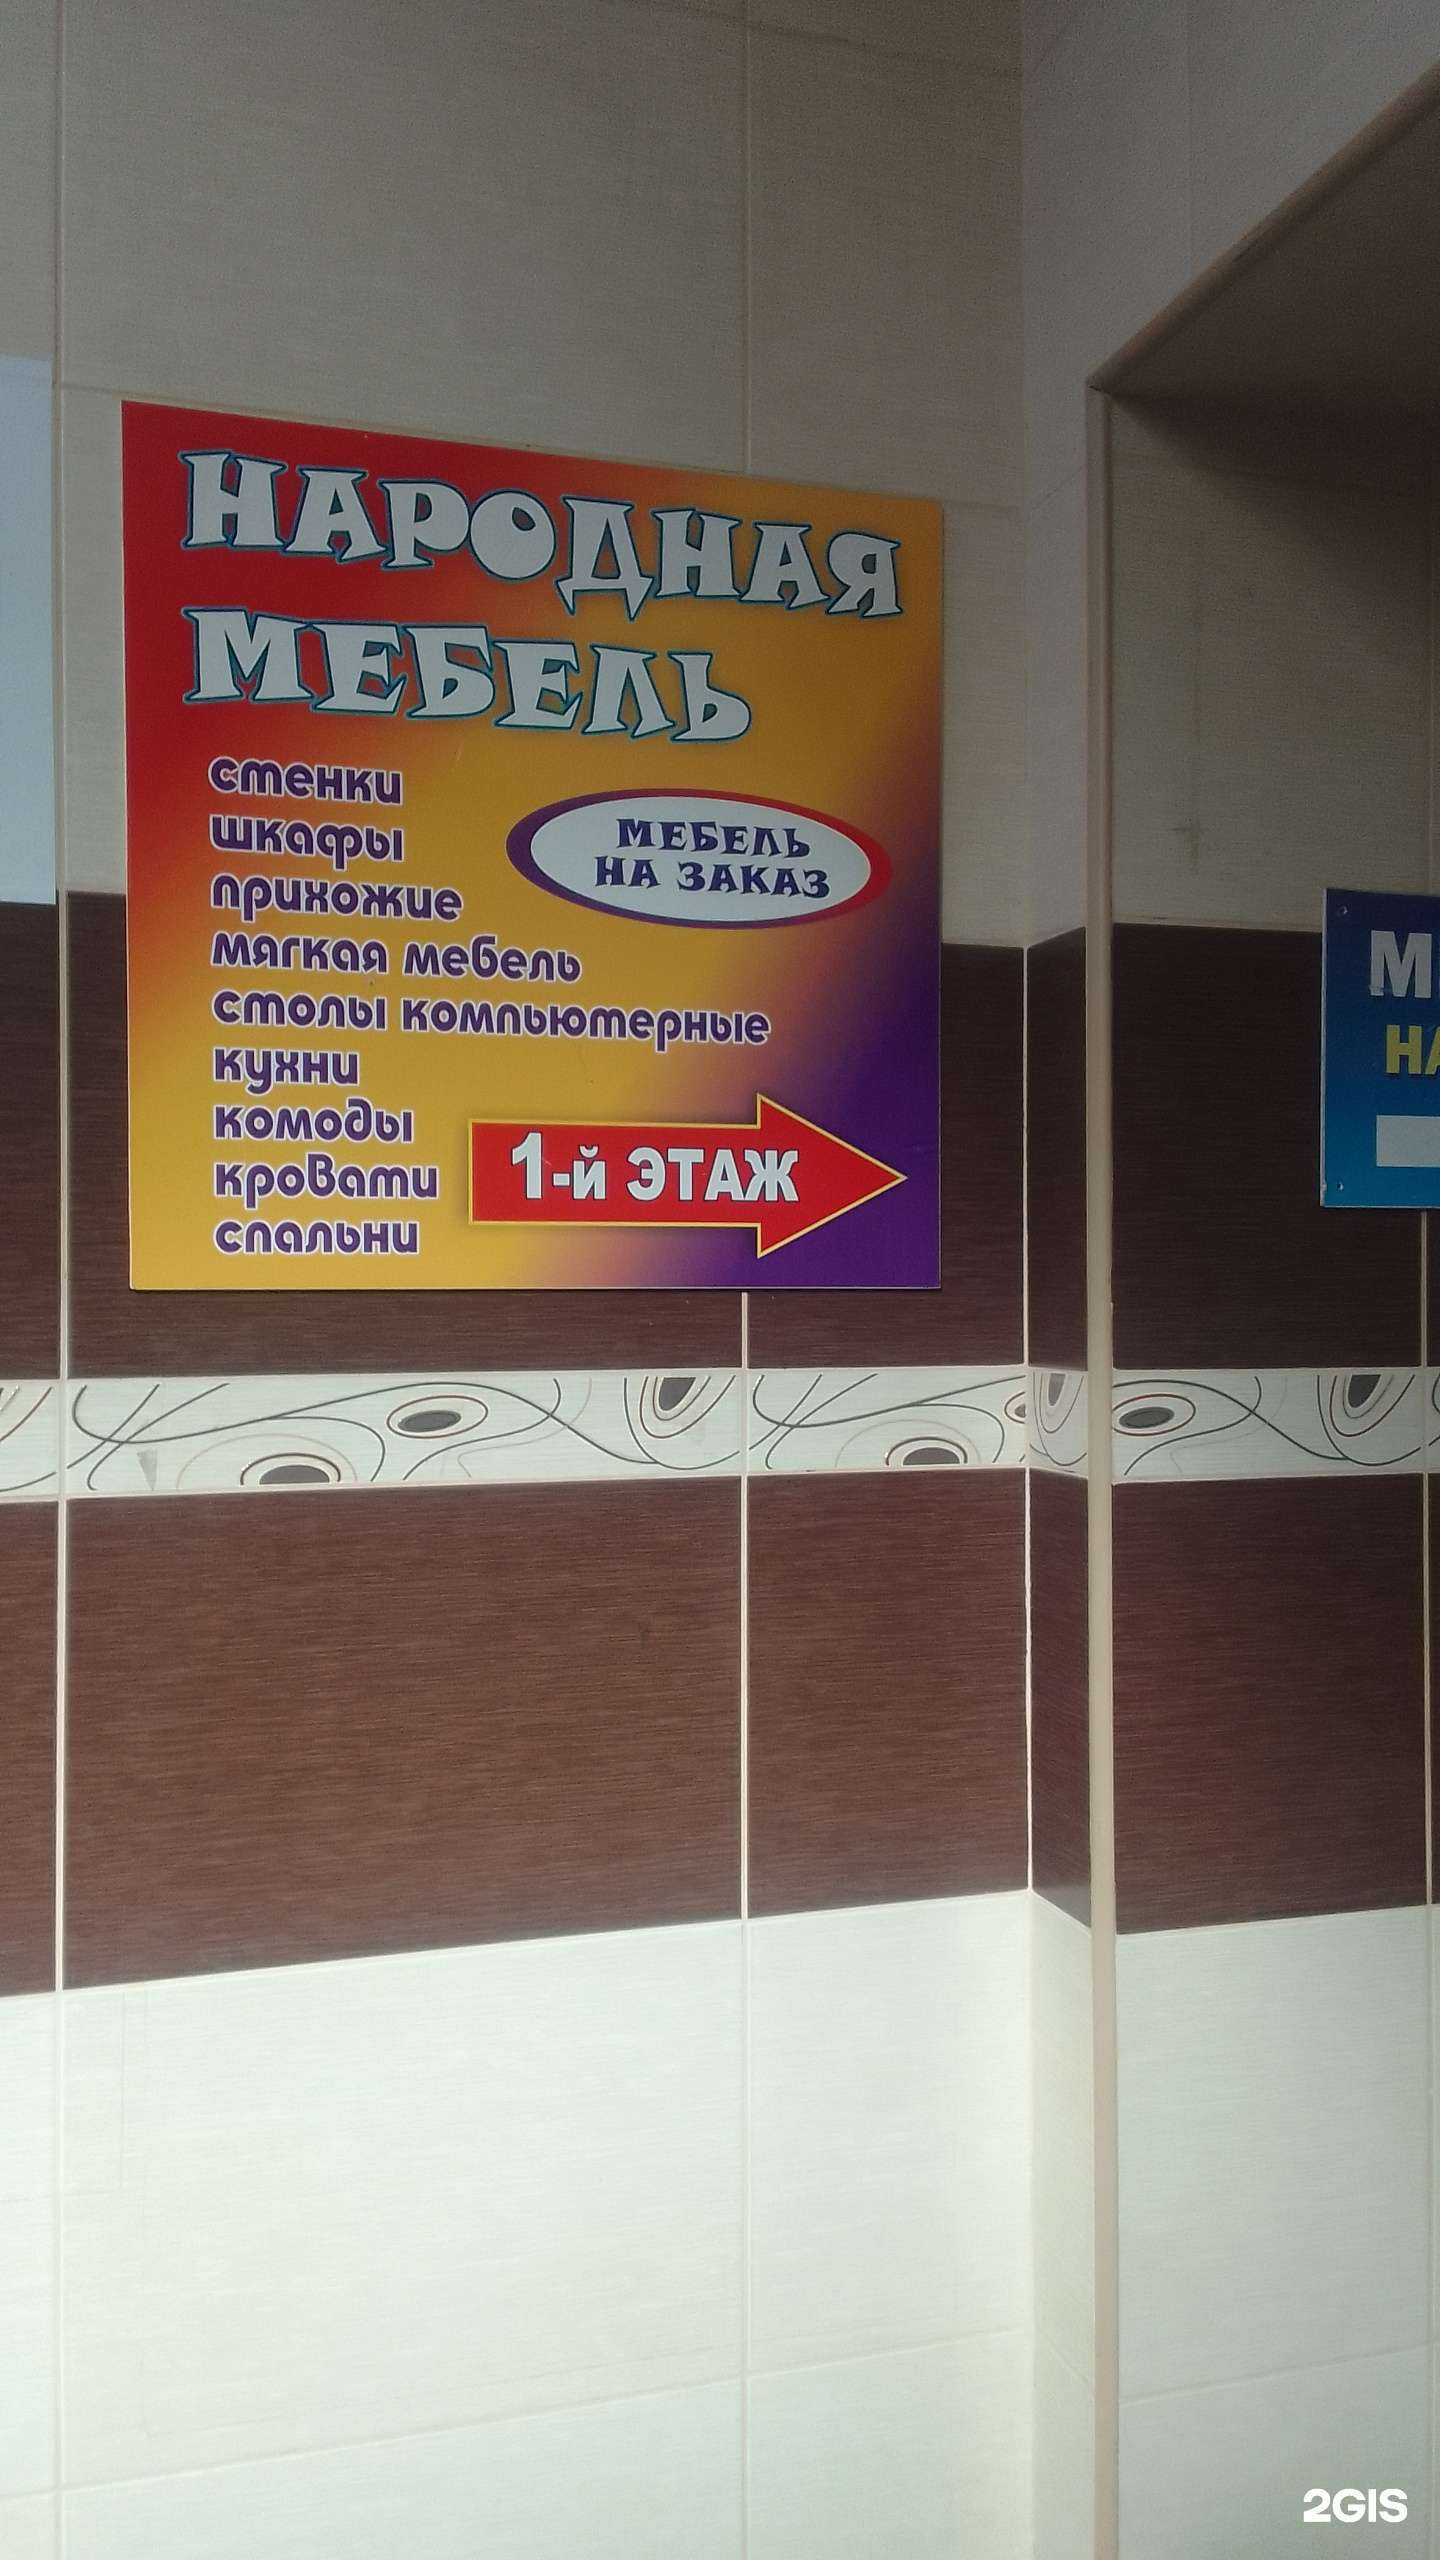 НАРОДНАЯ
МЕБЕЛЬ
стенки
шкафы
прихожие
мягкая мебель
столы компьютерные
кухни
комоды
кровати
спальни
МЕБЕЛЬ
НА ЗАКАЗ
1-й ЭТАЖ
2GIS